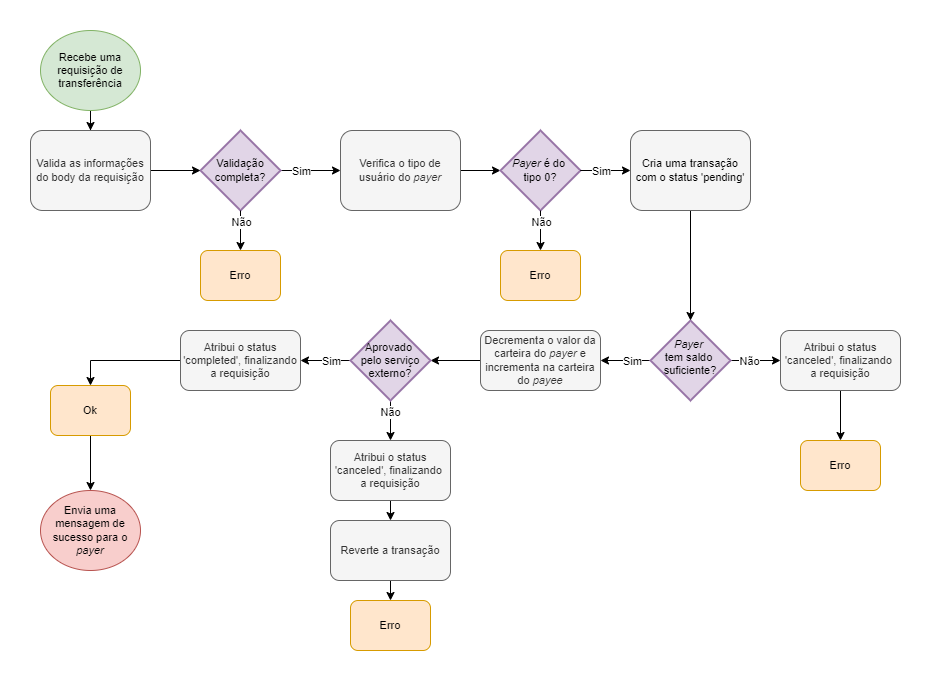 Recebe uma
requisição de
transferência
Valida as informações
do body da requisição
Validação
completa?
Sim
Não
Erro
Verifica o tipo de
usuário do payer
Payer é do
tipo 0?
Sim
Não
Erro
Cria uma transação
com o status 'pending'
Payer
tem saldo
suficiente?
Não
Atribui o status
'canceled', finalizando
a requisição
Erro
Sim
Decrementa o valor da
carteira do payer e
incrementa na carteira
do payee
Aprovado
pelo serviço
externo?
Sim
Atribui o status
'completed', finalizando
a requisição
Ok
Envia uma
mensagem de
sucesso para o
payer
Não
Atribui o status
'canceled', finalizando
a requisição
Reverte a transação
Erro